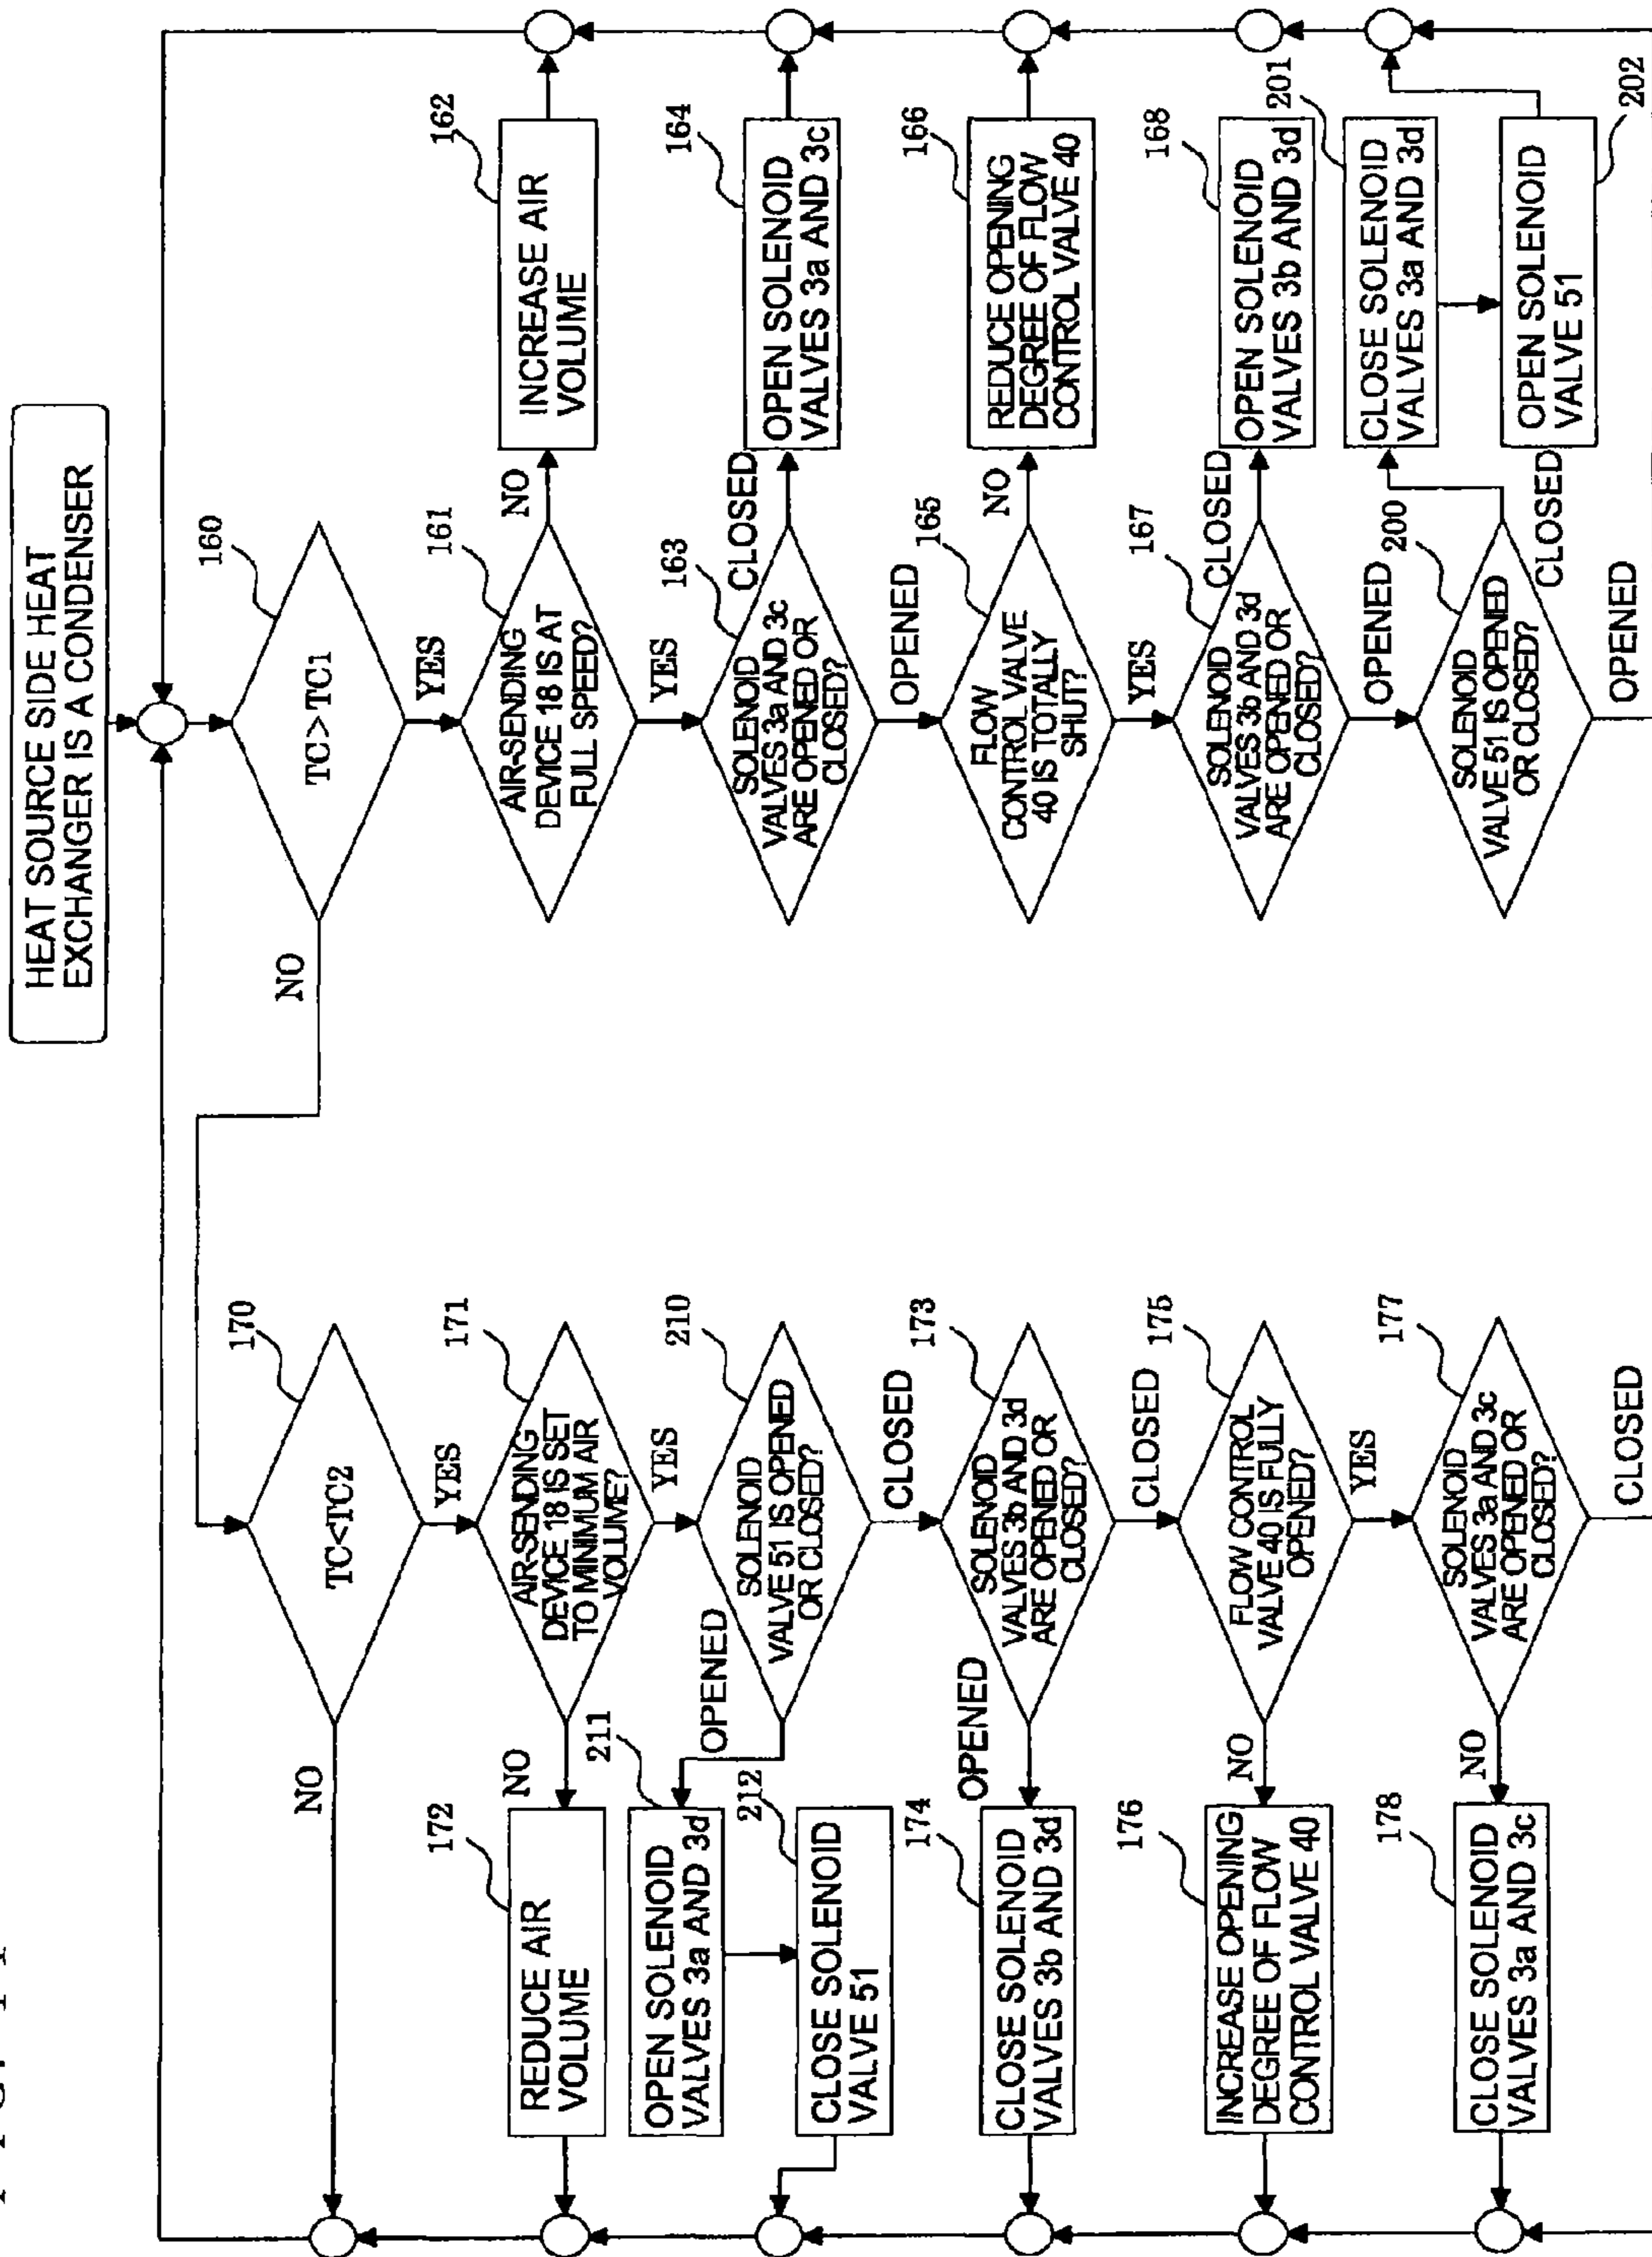 HEAT SOURCE SIDE HEAT
EXCHANGER IS A CONDENSER
160
TC>TC1
NO
YES
161
AIR-SENDING
DEVICE 18 IS AT
FULL SPEED?
NO
162
INCREASE AIR
VOLUME
YES
163
SOLENOID
VALVES 3a AND 3c
ARE OPENED OR
CLOSED?
CLOSED
164
OPEN SOLENOID
VALVES 3a AND 3c
OPENED
165
FLOW
CONTROL VALVE
40 IS TOTALLY
SHUT?
NO
166
REDUCE OPENING
DEGREE OF FLOW
CONTROL VALVE 40
YES
167
SOLENOID
VALVES 3b AND 3d
ARE OPENED OR
CLOSED?
CLOSED
168
OPEN SOLENOID
VALVES 3b AND 3d
OPENED
200
SOLENOID
VALVE 51 IS OPENED
OR CLOSED?
CLOSED
201
CLOSE SOLENOID
VALVES 3a AND 3d
202
OPEN SOLENOID
VALVE 51
OPENED
170
TC<TC2
NO
YES
171
AIR-SENDING
DEVICE 18 IS SET
TO MINIMUM AIR
VOLUME?
NO
172
REDUCE AIR
VOLUME
YES
210
SOLENOID
VALVE 51 IS OPENED
OR CLOSED?
OPENED
211
OPEN SOLENOID
VALVES 3a AND 3d
212
CLOSE SOLENOID
VALVE 51
CLOSED
173
SOLENOID
VALVES 3b AND 3d
ARE OPENED OR
CLOSED?
OPENED
174
CLOSE SOLENOID
VALVES 3b AND 3d
CLOSED
175
FLOW CONTROL
VALVE 40 IS FULLY
OPENED?
NO
176
INCREASE OPENING
DEGREE OF FLOW
CONTROL VALVE 40
YES
177
SOLENOID
VALVES 3a AND 3c
ARE OPENED OR
CLOSED?
NO
178
CLOSE SOLENOID
VALVES 3a AND 3c
CLOSED